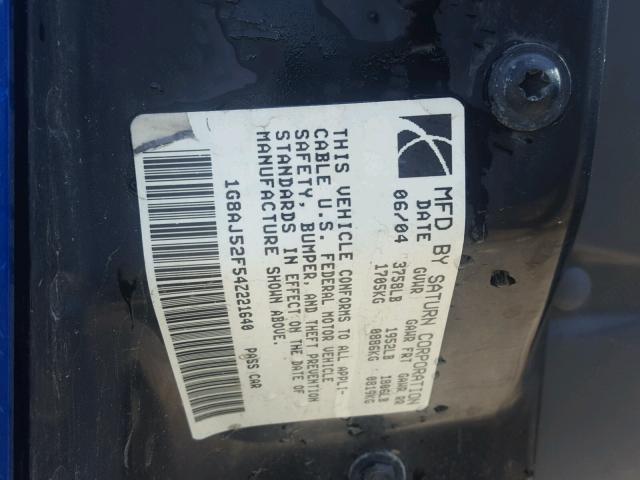 MFD BY SATURN CORPORATION
DATE GVWR GAWR FRT GAWR RR
06/04 3758LB 1952LB 1806LB
1705KG 0886KG 0819KG
THIS VEHICLE CONFORMS TO ALL APPLI-
CABLE U.S. FEDERAL MOTOR VEHICLE
SAFETY, BUMPER, AND THEFT PREVENTION
STANDARDS IN EFFECT ON THE DATE OF
MANUFACTURE SHOWN ABOVE.
1G8AJ52F54Z221640 PASS CAR